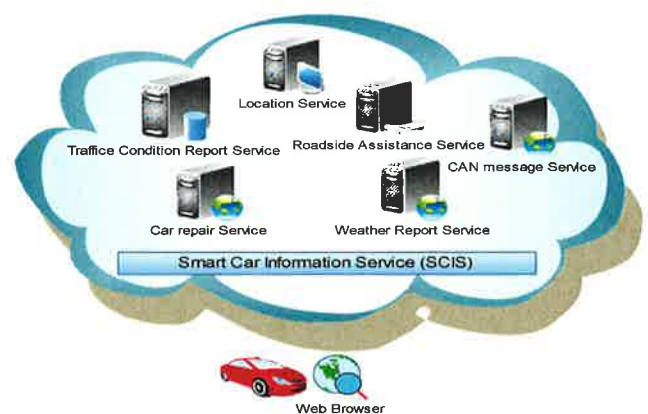 Location Service
Traffice Condition Report Service
Roadside Assistance Service
CAN message Service
Car repair Service
Weather Report Service
Smart Car Information Service (SCIS)
Web Browser